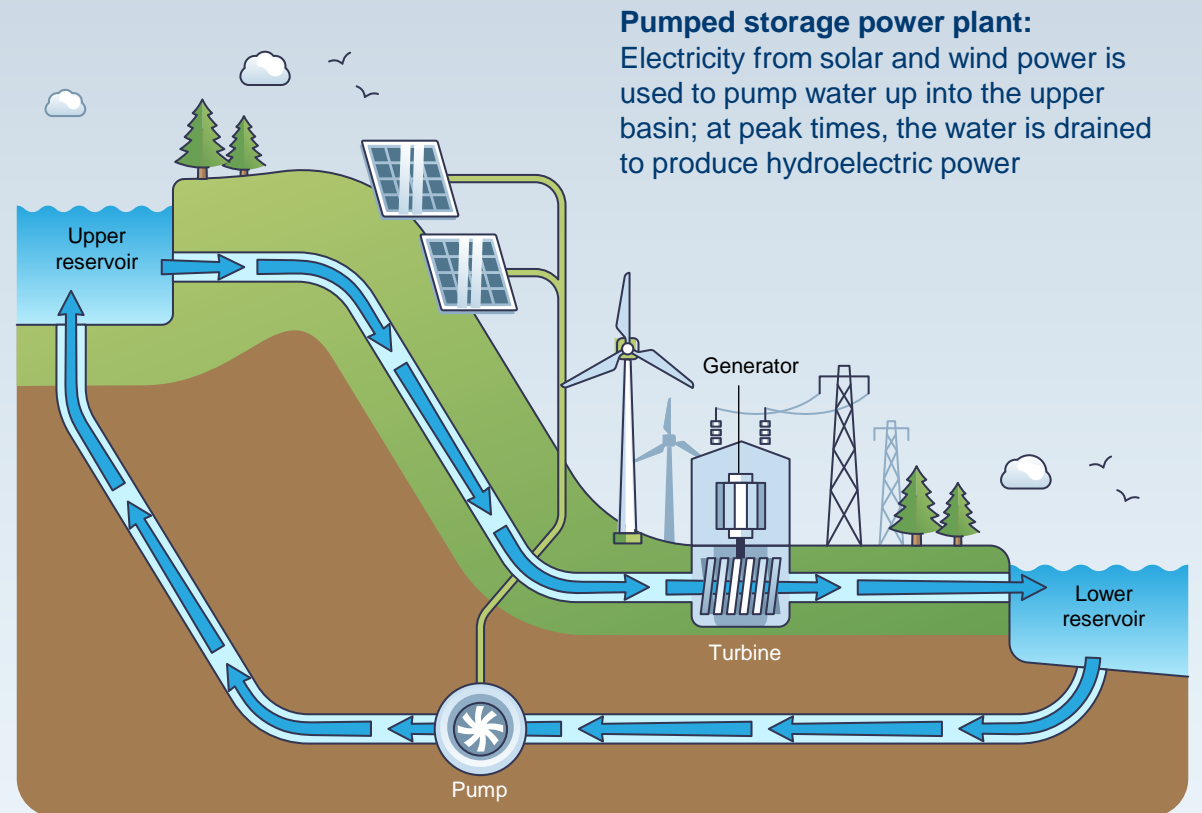 Pumped storage power plant:
Electricity from solar and wind power is
used to pump water up into the upper
basin; at peak times, the water is drained
to produce hydroelectric power
Upper
reservoir
Generator
Lower
reservoir
Turbine
Pump